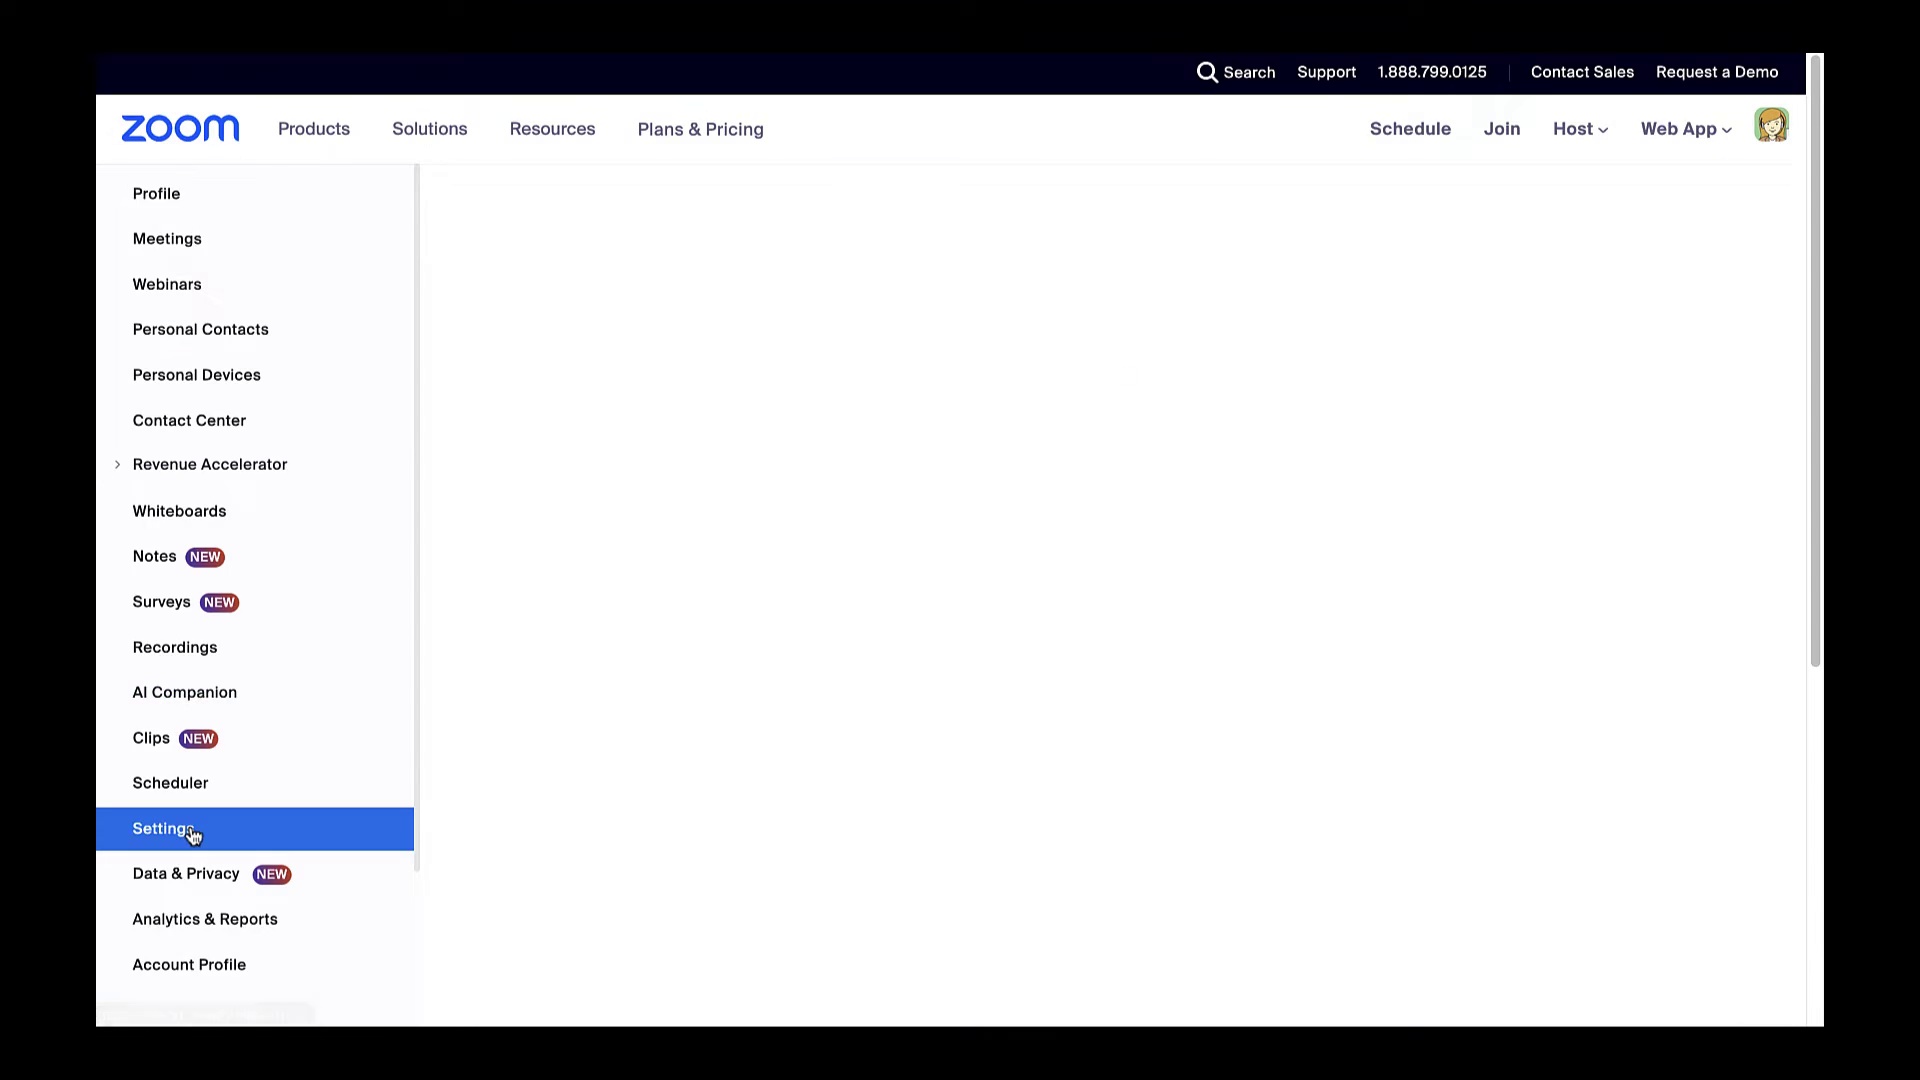 Search Support 1.888.799.0125 Contact Sales Request a Demo
zoom Products Solutions Resources Plans & Pricing Schedule Join Host Web App
Profile
Meetings
Webinars
Personal Contacts
Personal Devices
Contact Center
Revenue Accelerator
Whiteboards
Notes NEW
Surveys NEW
Recordings
AI Companion
Clips NEW
Scheduler
Settings
Data & Privacy NEW
Analytics & Reports
Account Profile